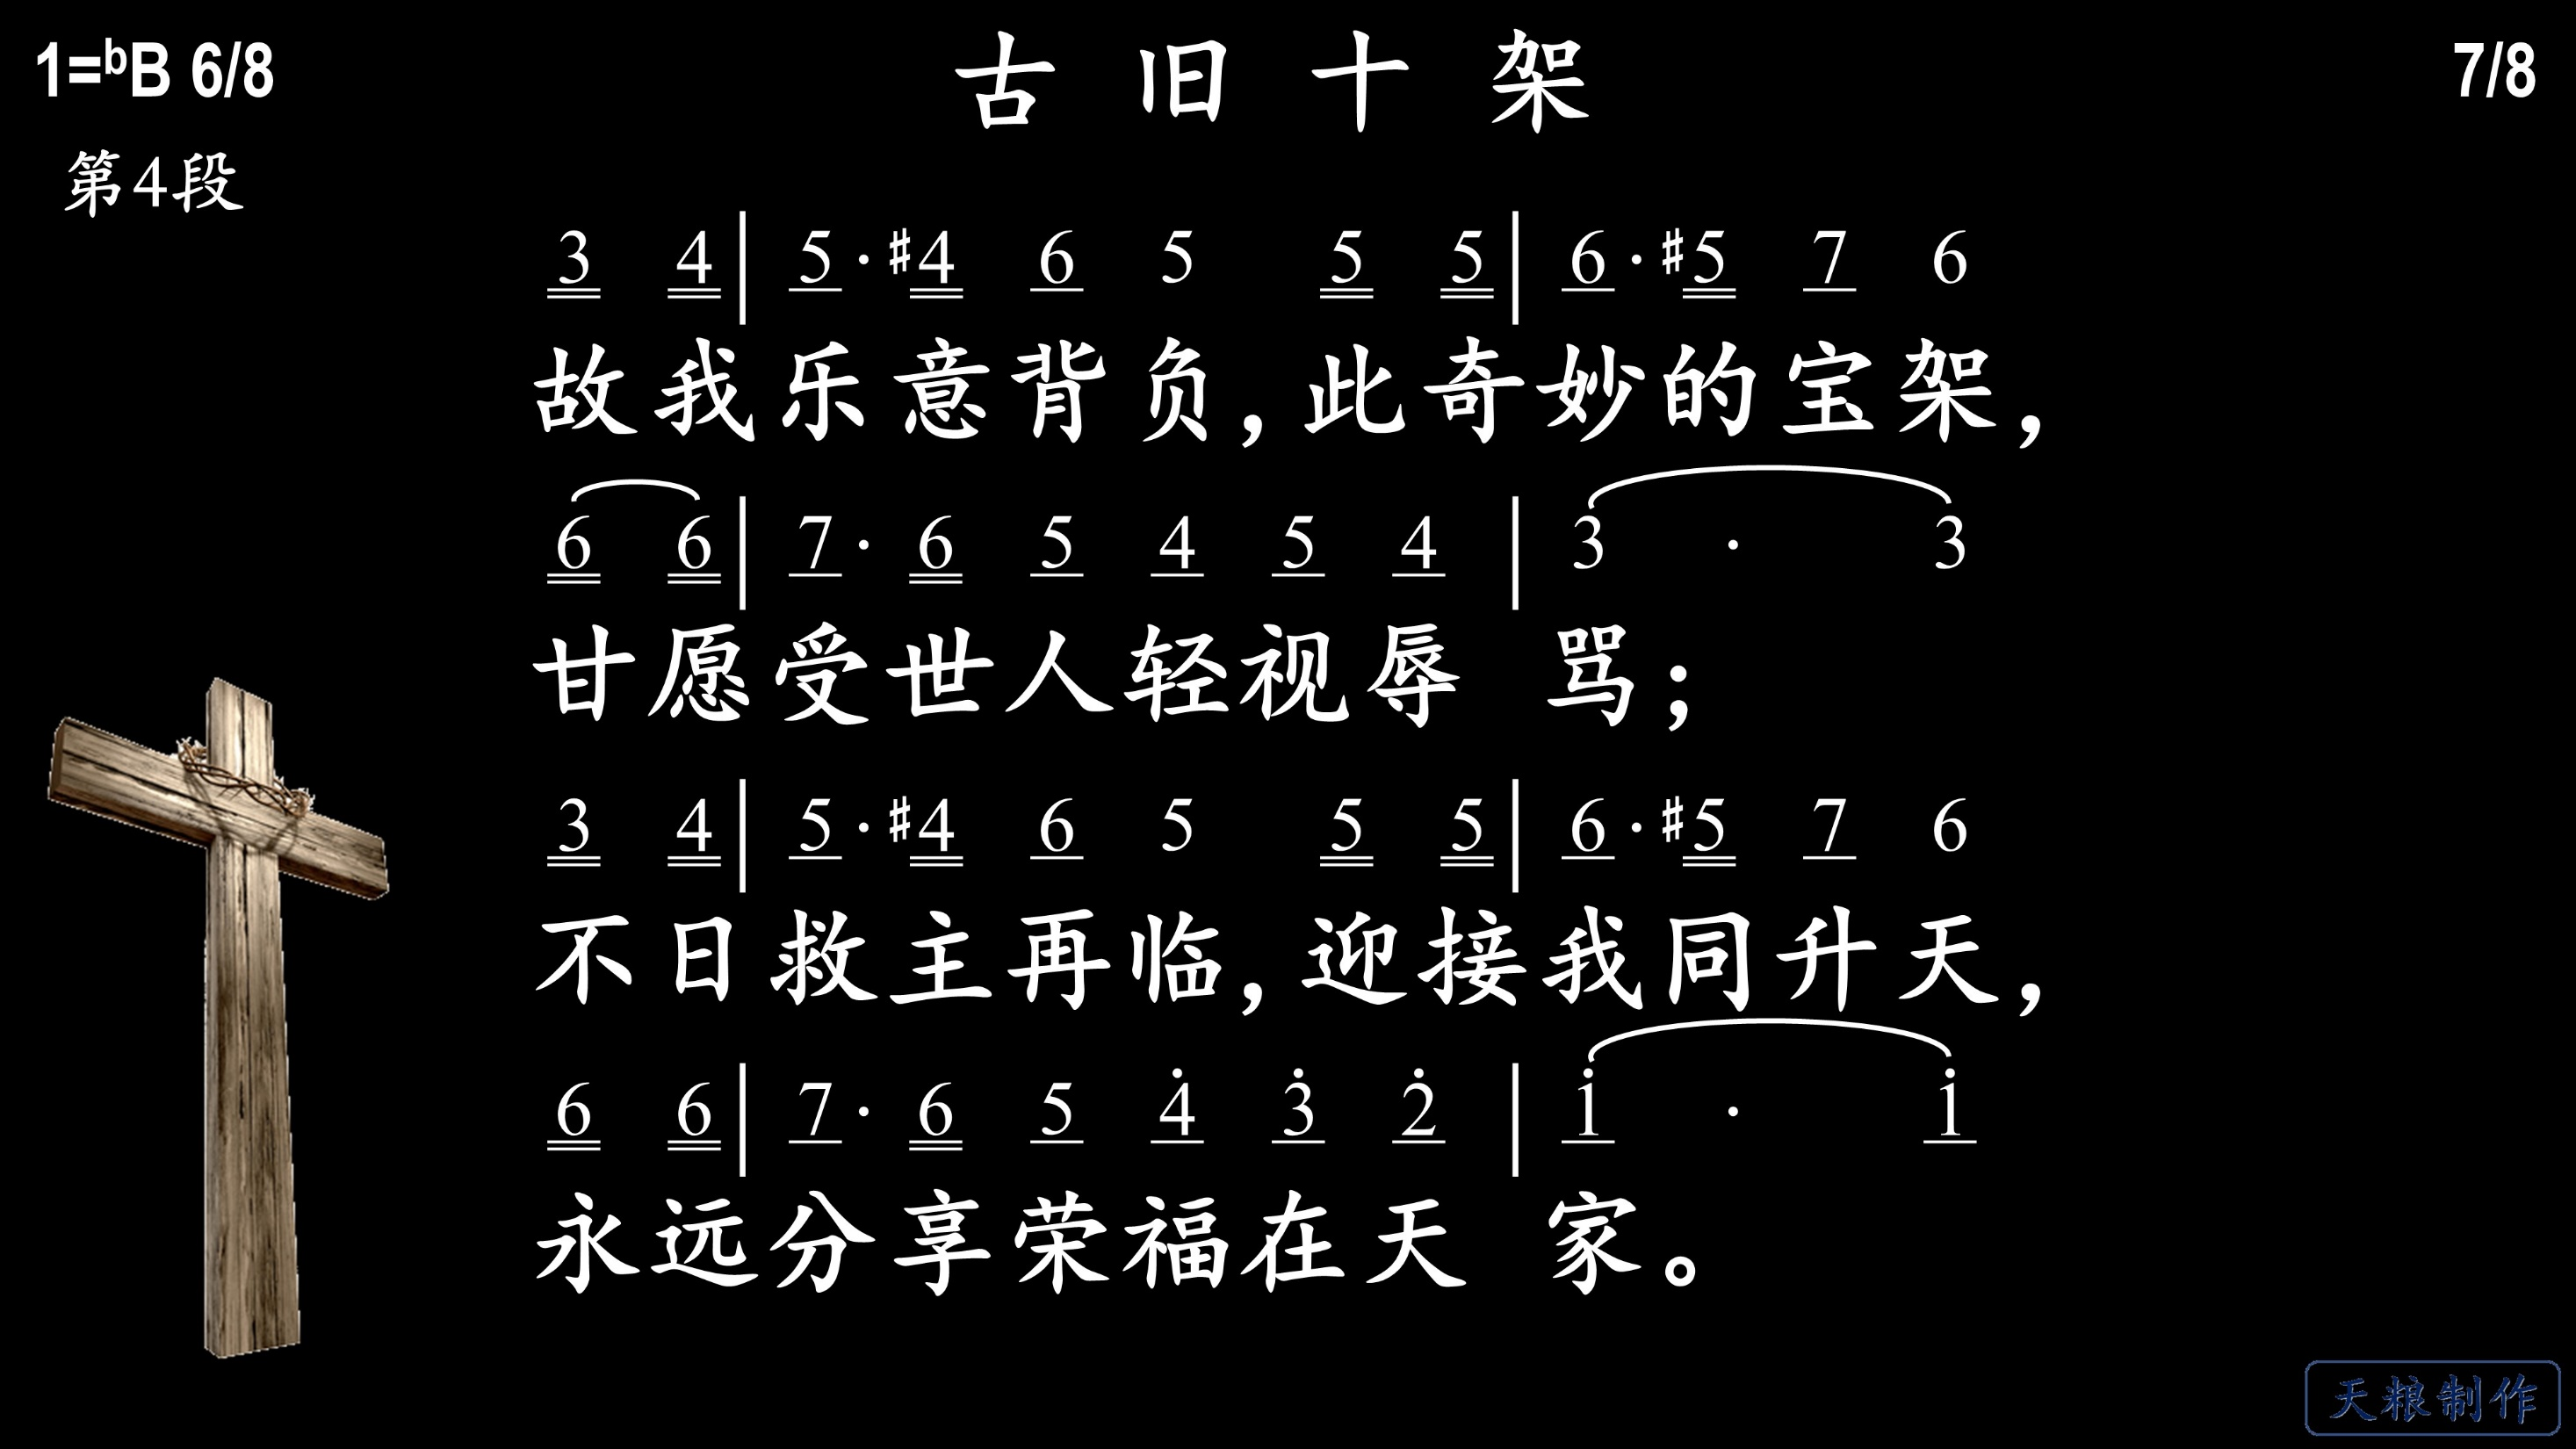 1=ᵇB 6/8
古旧十架
7/8
第4段
3 4 | 5 · #4 6 5 5 5 | 6 · #5 7 6
故我乐意背负，此奇妙的宝架，
6 6 | 7 · 6 5 4 5 4 | 3 · 3
甘愿受世人轻视辱 骂；
3 4 | 5 · #4 6 5 5 5 | 6 · #5 7 6
不日救主再临，迎接我同升天，
6 6 | 7 · 6 5 4̇ 3̇ 2̇ | 1̇ · 1̇
永远分享荣福在天 家。
天粮制作